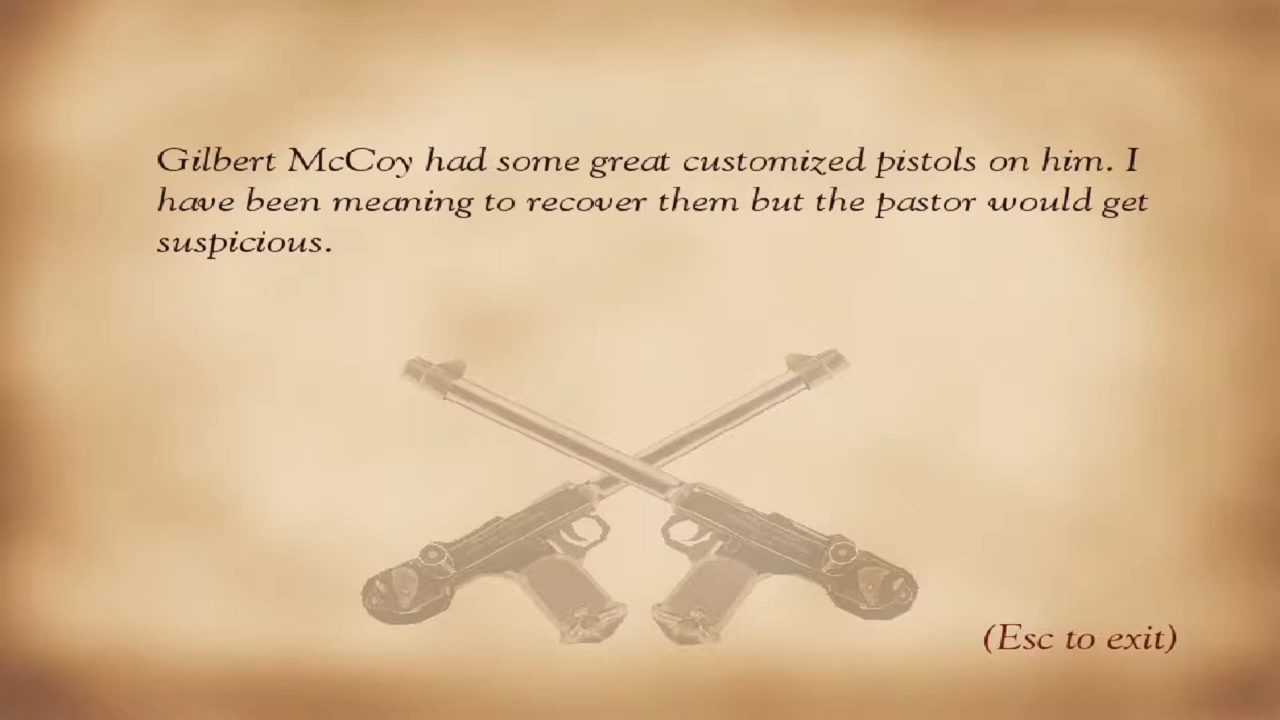 Gilbert McCoy had some great customized pistols on him. I
have been meaning to recover them but the pastor would get
suspicious.
(Esc to exit)